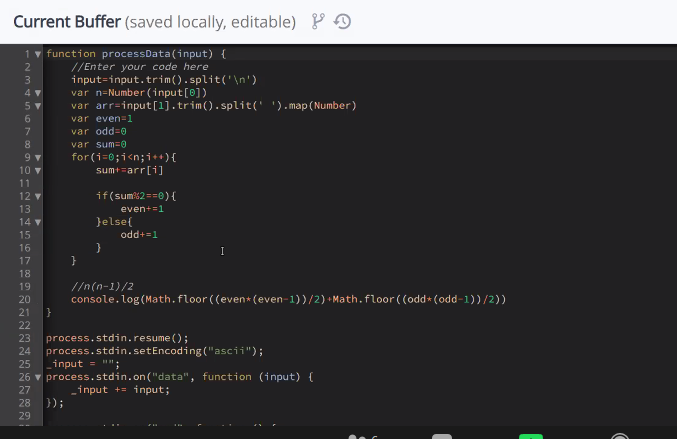 Current Buffer (saved locally, editable)
1 function processData(input) {
2 //Enter your code here
3 input=input.trim().split('\n')
4 var n=Number(input[0])
5 var arr=input[1].trim().split(' ').map(Number)
6 var even=1
7 var odd=0
8 var sum=0
9 for(i=0;i<n;i++){
10 sum+=arr[i]
11
12 if(sum%2==0){
13 even+=1
14 }else{
15 odd+=1
16 }
17 }
18
19 //n(n-1)/2
20 console.log(Math.floor((even*(even-1))/2)+Math.floor((odd*(odd-1))/2))
21 }
22
23 process.stdin.resume();
24 process.stdin.setEncoding("ascii");
25 _input = "";
26 process.stdin.on("data", function (input) {
27 _input += input;
28 });
29